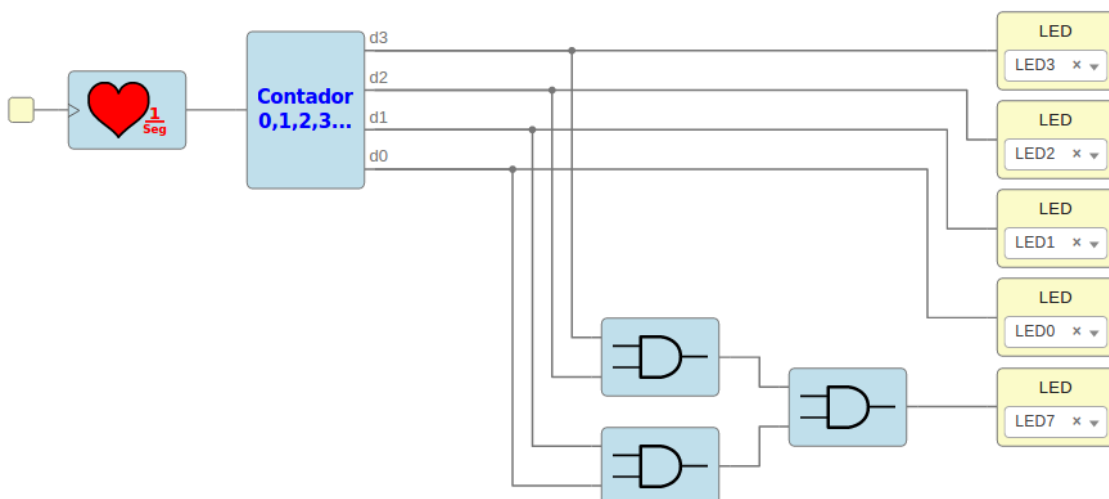 d3
d2
d1
d0
1
Seg
Contador
0,1,2,3...
LED
LED3 ×
LED
LED2 ×
LED
LED1 ×
LED
LED0 ×
LED
LED7 ×